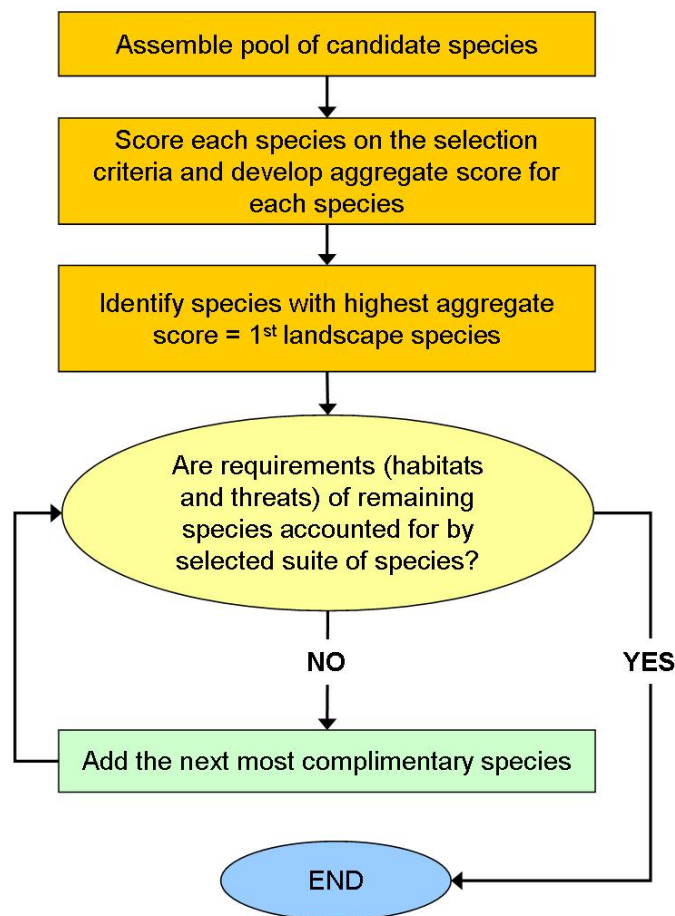 Assemble pool of candidate species
Score each species on the selection
criteria and develop aggregate score for
each species
Identify species with highest aggregate
score = 1st landscape species
Are requirements (habitats
and threats) of remaining
species accounted for by
selected suite of species?
NO
YES
Add the next most complimentary species
END